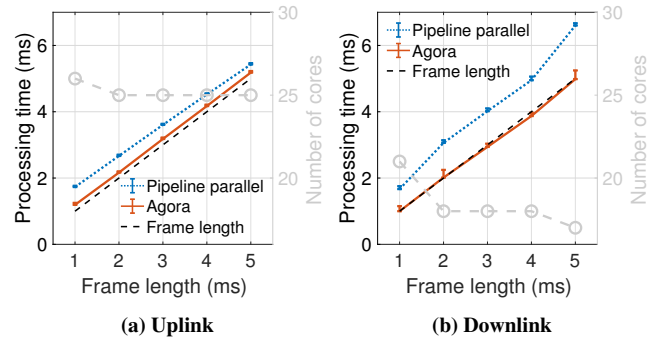 6
4
2
0
Processing time (ms)
30
25
20
Number of cores
Pipeline parallel
Agora
Frame length
1 2 3 4 5
Frame length (ms)
(a) Uplink
6
4
2
0
Processing time (ms)
30
25
20
Number of cores
Pipeline parallel
Agora
Frame length
1 2 3 4 5
Frame length (ms)
(b) Downlink